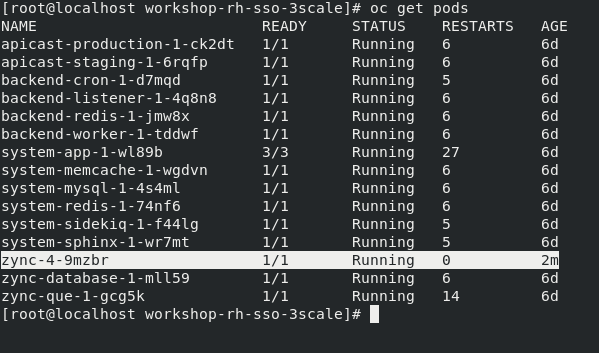 [root@localhost workshop-rh-sso-3scale]# oc get pods
NAME READY STATUS RESTARTS AGE
apicast-production-1-ck2dt 1/1 Running 6 6d
apicast-staging-1-6rqfp 1/1 Running 6 6d
backend-cron-1-d7mqd 1/1 Running 5 6d
backend-listener-1-4q8n8 1/1 Running 6 6d
backend-redis-1-jmw8x 1/1 Running 6 6d
backend-worker-1-tddwf 1/1 Running 6 6d
system-app-1-wl89b 3/3 Running 27 6d
system-memcache-1-wgdvn 1/1 Running 6 6d
system-mysql-1-4s4ml 1/1 Running 6 6d
system-redis-1-74nf6 1/1 Running 6 6d
system-sidekiq-1-f44lg 1/1 Running 5 6d
system-sphinx-1-wr7mt 1/1 Running 5 6d
zync-4-9mzbr 1/1 Running 0 2m
zync-database-1-mll59 1/1 Running 6 6d
zync-que-1-gcg5k 1/1 Running 14 6d
[root@localhost workshop-rh-sso-3scale]#